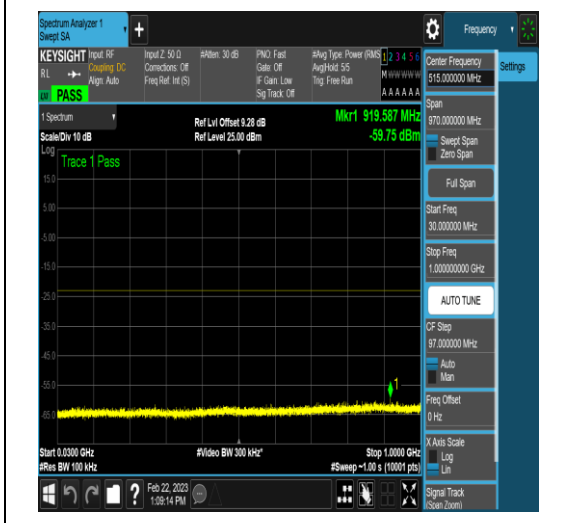 Spectrum Analyzer 1
Swept SA
+
Frequency
KEYSIGHT
RL
PASS
Input: RF
Coupling: DC
Align: Auto
Input Z: 50 Ω
Corrections: Off
Freq Ref: Int (S)
#Atten: 30 dB
PNO: Fast
Gate: Off
IF Gain: Low
Sig Track: Off
#Avg Type: Power (RMS
Avg|Hold: 5/5
Trig: Free Run
1 2 3 4 5 6
M W W W W W
A A A A A A
1 Spectrum
Scale/Div 10 dB
Ref Lvl Offset 9.28 dB
Ref Level 25.00 dBm
Mkr1 919.587 MHz
-59.75 dBm
Log
Trace 1 Pass
15.0
5.00
-5.00
-15.0
-25.0
-35.0
-45.0
-55.0
-65.0
1
Start 0.0300 GHz
#Res BW 100 kHz
#Video BW 300 kHz*
Stop 1.0000 GHz
#Sweep ~1.00 s (10001 pts)
?
Feb 22, 2023
1:09:14 PM
Center Frequency
515.000000 MHz
Settings
Span
970.000000 MHz
Swept Span
Zero Span
Full Span
Start Freq
30.000000 MHz
Stop Freq
1.000000000 GHz
AUTO TUNE
CF Step
97.000000 MHz
Auto
Man
Freq Offset
0 Hz
X Axis Scale
Log
Lin
Signal Track
(Span Zoom)